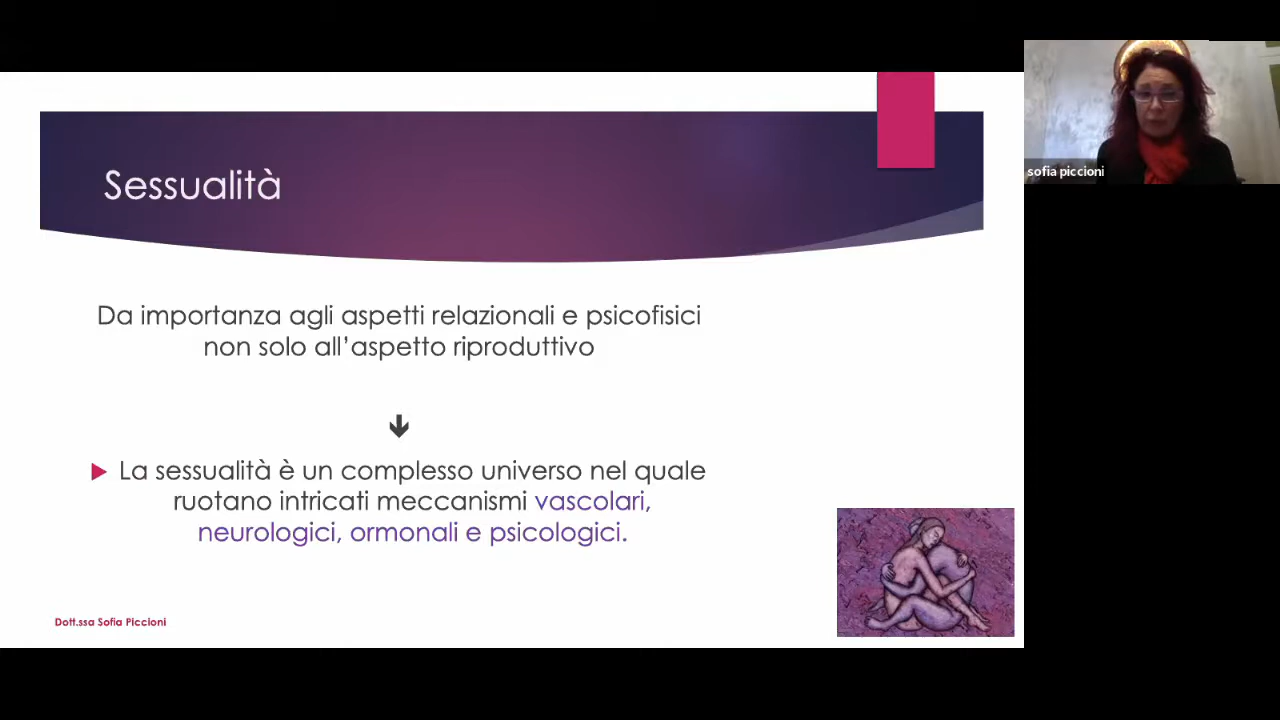 Sessualità
Da importanza agli aspetti relazionali e psicofisici
non solo all'aspetto riproduttivo
La sessualità è un complesso universo nel quale
ruotano intricati meccanismi vascolari,
neurologici, ormonali e psicologici.
Dott.ssa Sofia Piccioni
sofia piccioni